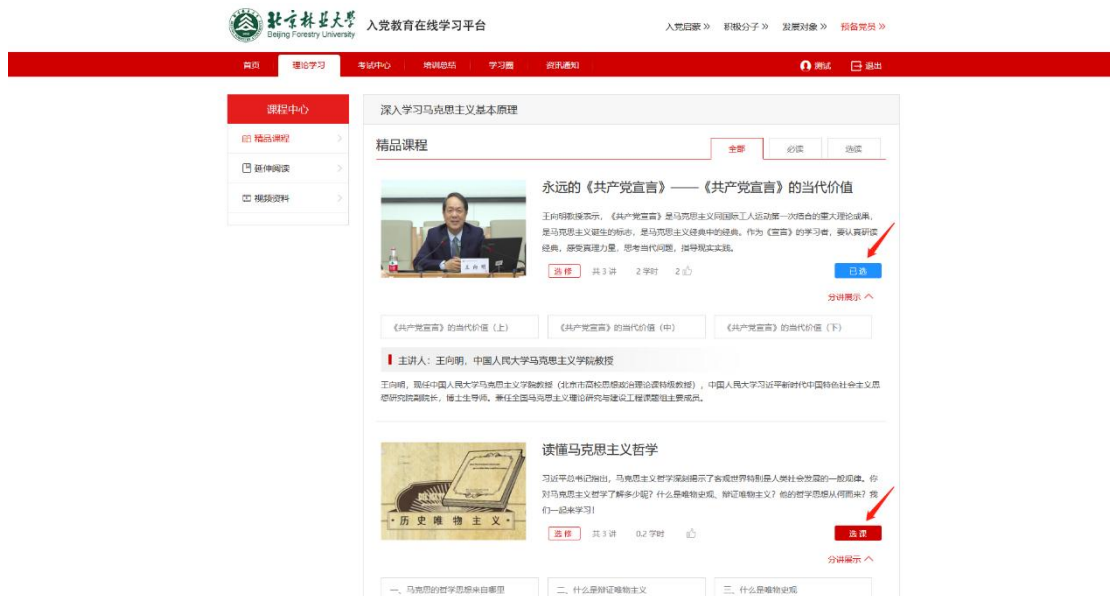 北京林业大学
Beijing Forestry University
入党教育在线学习平台
入党启蒙 » 积极分子 » 发展对象 » 预备党员 »
首页 理论学习 考试中心 培训总结 学习圈 资讯通知 测试 退出
课程中心
精品课程
延伸阅读
视频资料
深入学习马克思主义基本原理
精品课程
全部 必读 选读
永远的《共产党宣言》——《共产党宣言》的当代价值
王向明教授表示，《共产党宣言》是马克思主义同国际工人运动第一次结合的重大理论成果，
是马克思主义诞生的标志，是马克思主义经典中的经典。作为《宣言》的学习者，要认真研读
经典，感受真理力量，思考当代问题，指导现实实践。
王向明
选修 共3讲 2学时 2
已选
分讲展示
《共产党宣言》的当代价值（上）
《共产党宣言》的当代价值（中）
《共产党宣言》的当代价值（下）
主讲人：王向明，中国人民大学马克思主义学院教授
王向明，现任中国人民大学马克思主义学院教授（北京市高校思想政治理论课特级教授），中国人民大学习近平新时代中国特色社会主义思
想研究院副院长，博士生导师。兼任全国马克思主义理论研究与建设工程课题组主要成员。
读懂马克思主义哲学
习近平总书记指出，马克思主义哲学深刻揭示了客观世界特别是人类社会发展的一般规律。你
对马克思主义哲学了解多少呢？什么是唯物史观、辩证唯物主义？他的哲学思想从何而来？我
们一起来学习！
历史唯物主义
选修 共3讲 0.2学时
选课
分讲展示
一、马克思的哲学思想来自哪里
二、什么是辩证唯物主义
三、什么是唯物史观